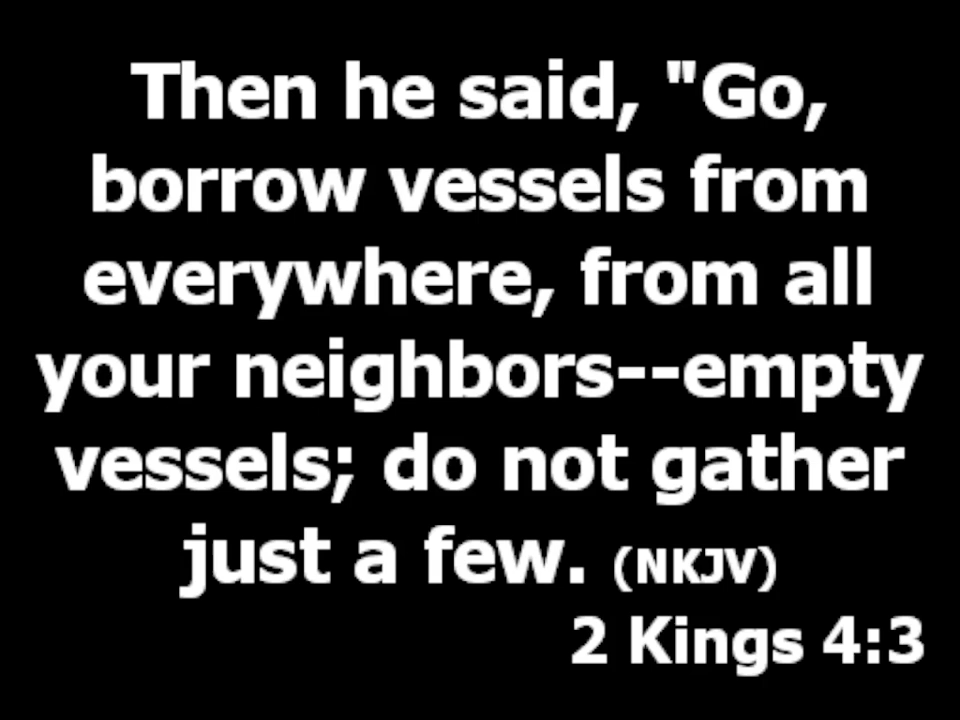 Then he said, "Go,
borrow vessels from
everywhere, from all
your neighbors--empty
vessels; do not gather
just a few. (NKJV)
2 Kings 4:3